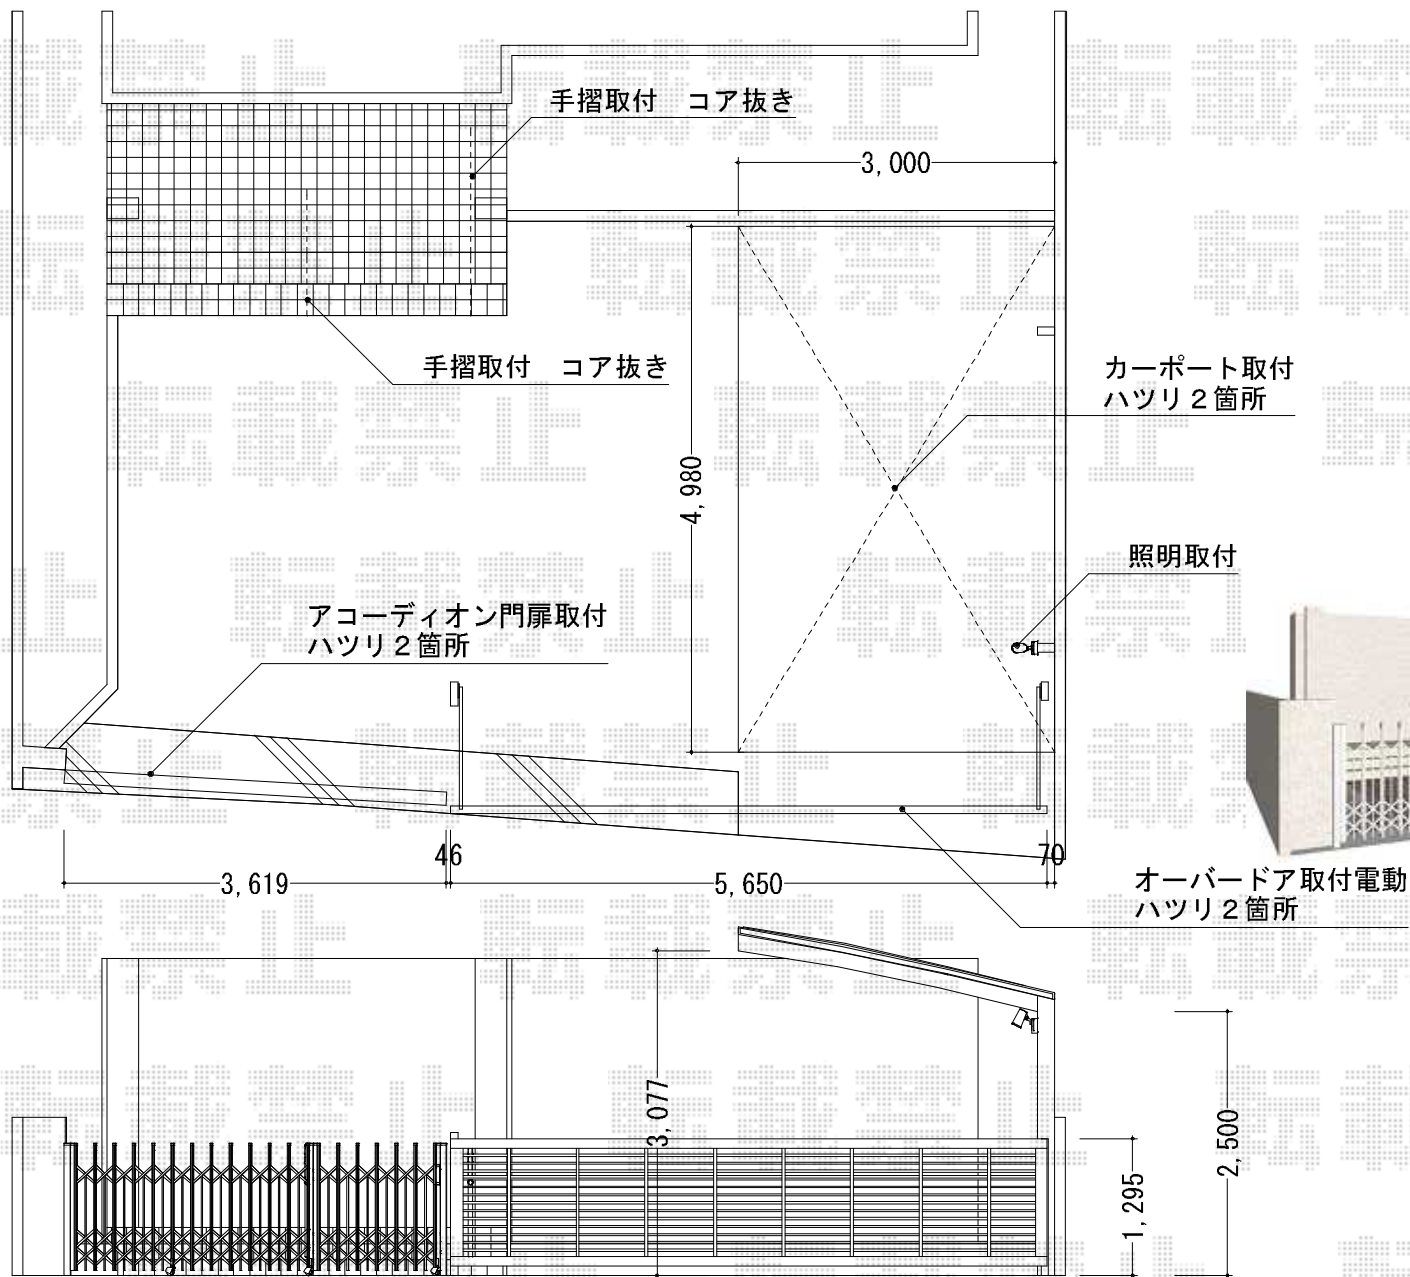 手摺取付　コア抜き
3,000
手摺取付　コア抜き
カーポート取付
ハツリ２箇所
4,980
照明取付
アコーディオン門扉取付
ハツリ２箇所
46
70
3,619
5,650
オーバードア取付電動
ハツリ２箇所
3,077
2,500
1,295
転載禁止